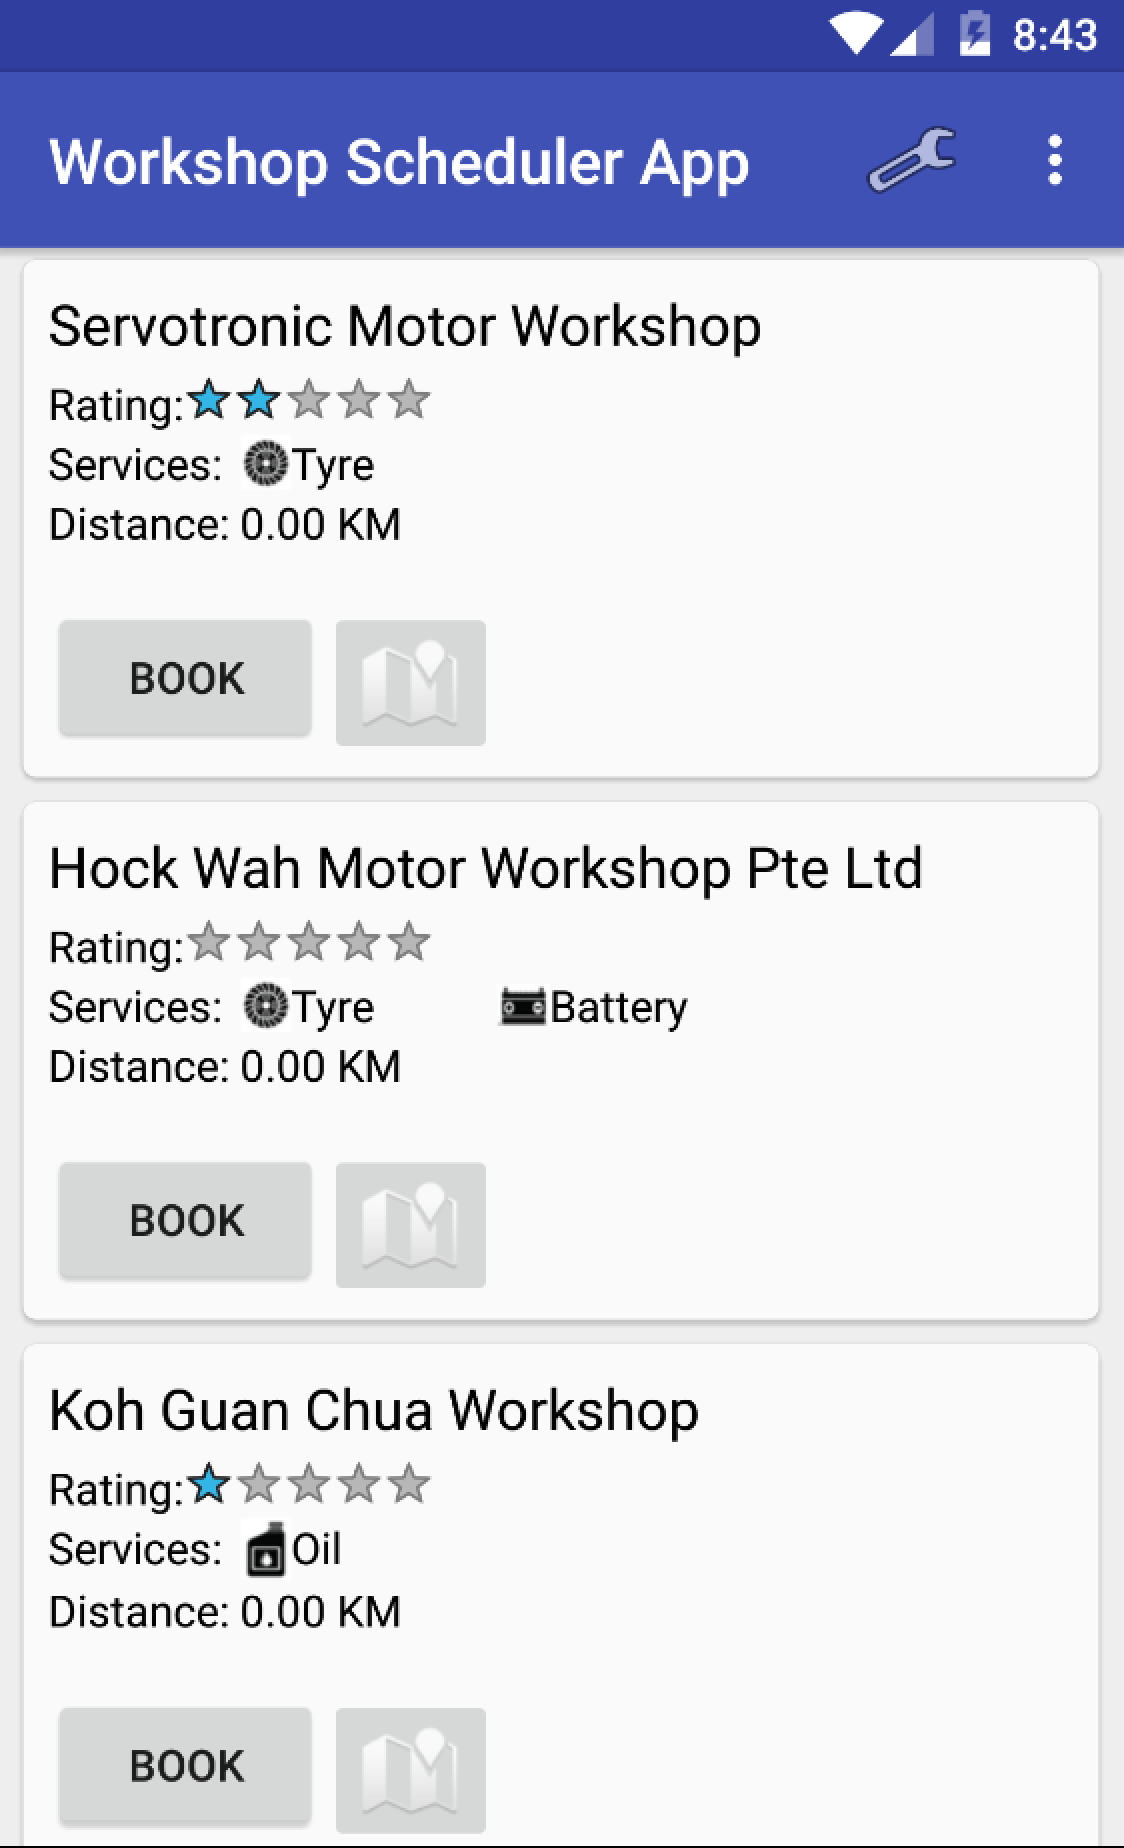 8:43
Workshop Scheduler App
Servotronic Motor Workshop
Rating:
Services: Tyre
Distance: 0.00 KM
BOOK
Hock Wah Motor Workshop Pte Ltd
Rating:
Services: Tyre Battery
Distance: 0.00 KM
BOOK
Koh Guan Chua Workshop
Rating:
Services: Oil
Distance: 0.00 KM
BOOK